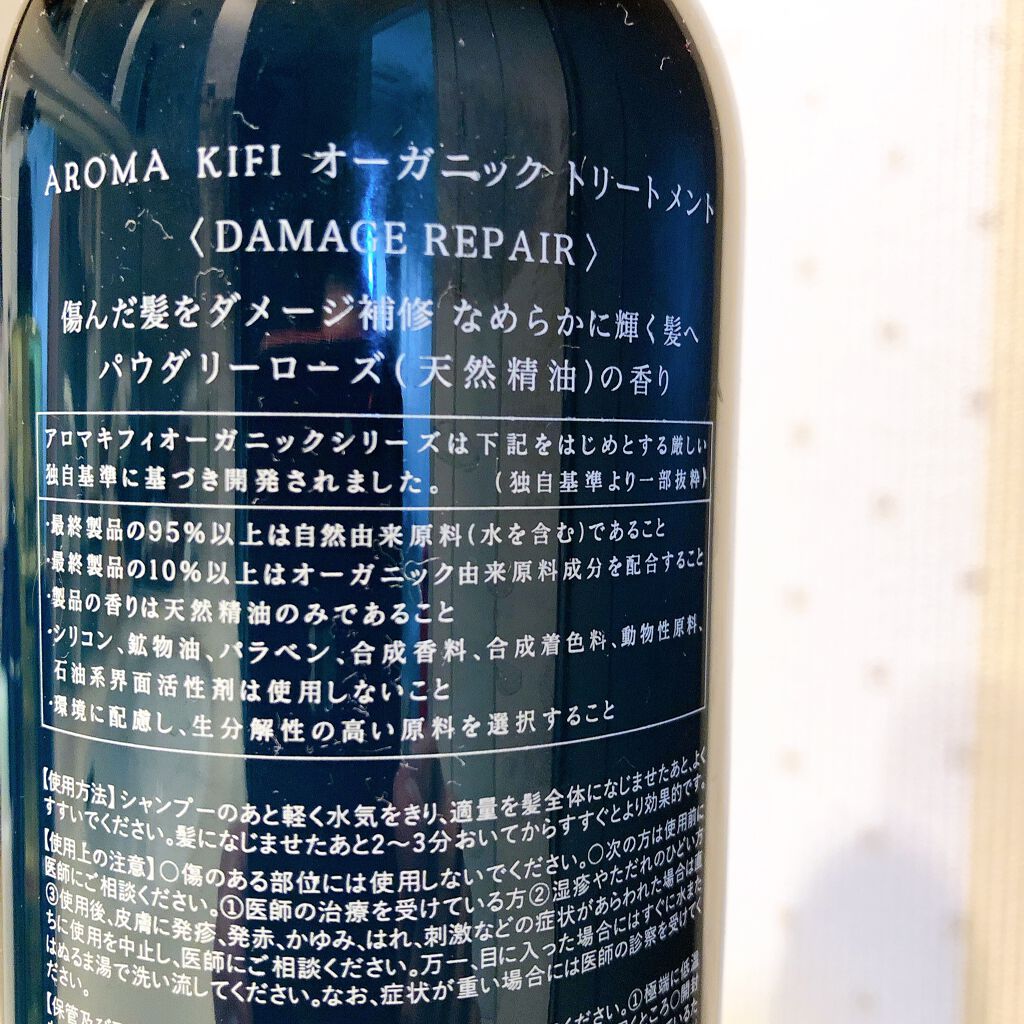 AROMA KIFI オーガニック トリートメント
〈DAMAGE REPAIR〉
傷んだ髪をダメージ補修 なめらかに輝く髪へ
パウダリーローズ(天然精油)の香り
アロマキフィオーガニックシリーズは下記をはじめとする厳しい
独自基準に基づき開発されました。 (独自基準より一部抜粋)
・最終製品の95%以上は自然由来原料(水を含む)であること
・最終製品の10%以上はオーガニック由来原料成分を配合すること
・製品の香りは天然精油のみであること
・シリコン、鉱物油、パラベン、合成香料、合成着色料、動物性原料、
石油系界面活性剤は使用しないこと
・環境に配慮し、生分解性の高い原料を選択すること
【使用方法】シャンプーのあと軽く水気をきり、適量を髪全体になじませたあと、よく
すすいでください。髪になじませたあと2〜3分おいてからすすぐとより効果的です。
【使用上の注意】○傷のある部位には使用しないでください。○次の方は使用前に
医師にご相談ください。①医師の治療を受けている方②湿疹やただれのひどい方
③使用後、皮膚に発疹、発赤、かゆみ、はれ、刺激などの症状があらわれた場合は直
ちに使用を中止し、医師にご相談ください。万一、目に入った場合にはすぐに水また
はぬるま湯で洗い流してください。なお、症状が重い場合には医師の診察を受けてく
ださい。
【保管及び ください。①極端に低温
ところ○開封